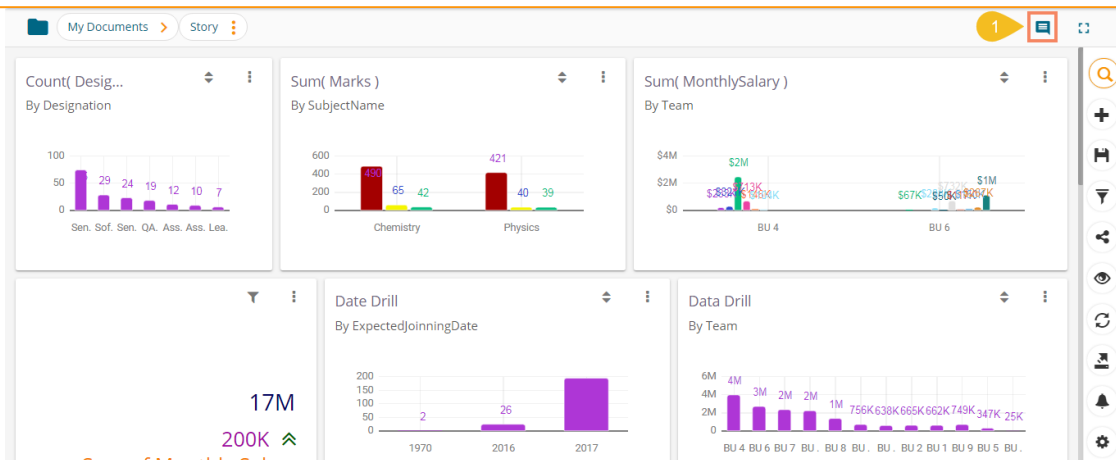 My Documents Story 1
Count( Desig...
By Designation
100
50
0
29 24 19 12 10 7
Sen. Sof. Sen. QA. Ass. Ass. Lea.
Sum( Marks )
By SubjectName
600
400
200
0
490 65 42 421 40 39
Chemistry Physics
Sum( MonthlySalary )
By Team
$4M
$2M
$0
$2M $67K $1M
BU 4 BU 6
17M
200K
Date Drill
By ExpectedJoinningDate
200
150
100
50
0
2 26
1970 2016 2017
Data Drill
By Team
6M
4M
2M
0
4M 3M 2M 2M 1M 756K 638K 665K 662K 749K 347K 25K
BU 4 BU 6 BU 7 BU . BU 8 BU . BU . BU 2 BU 1 BU 9 BU 5 BU .